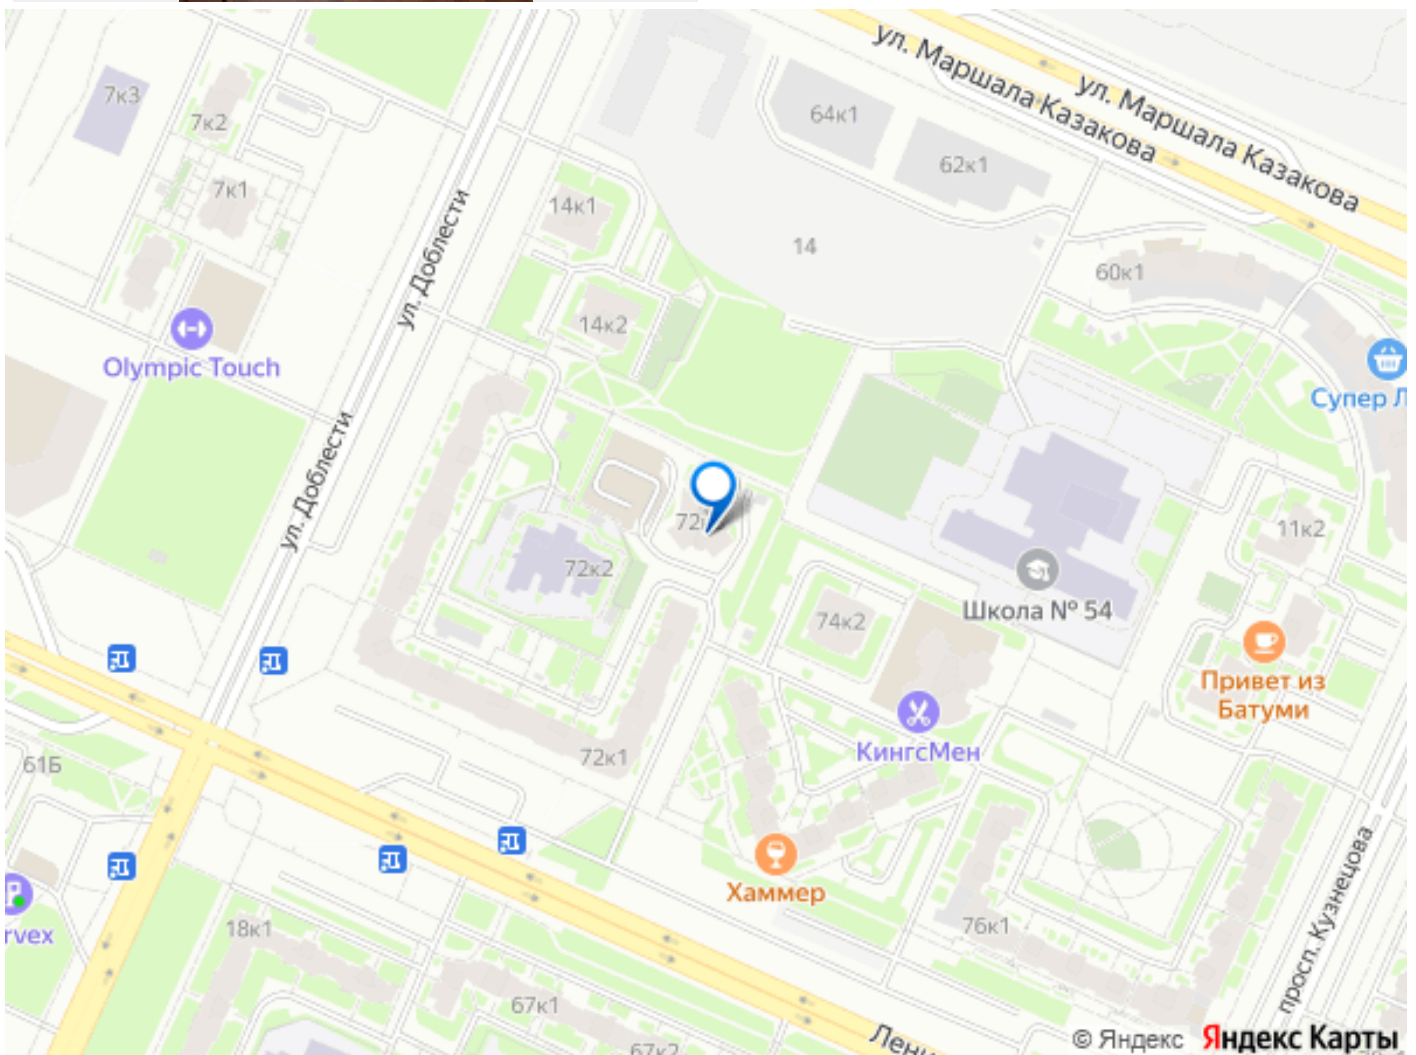 ул. Маршала Казакова
ул. Маршала Казакова
7к3
7к2
64к1
62к1
7к1
14к1
ул. Доблести
14
60к1
14к2
Olympic Touch
Супер Л
ул. Доблести
72к2
11к2
Школа № 54
74к2
Привет из
Батуми
КингсМен
72к1
61Б
Хаммер
просп. Кузнецова
rvex
18к1
76к1
67к1
67к2
Лени
© Яндекс Яндекс Карты